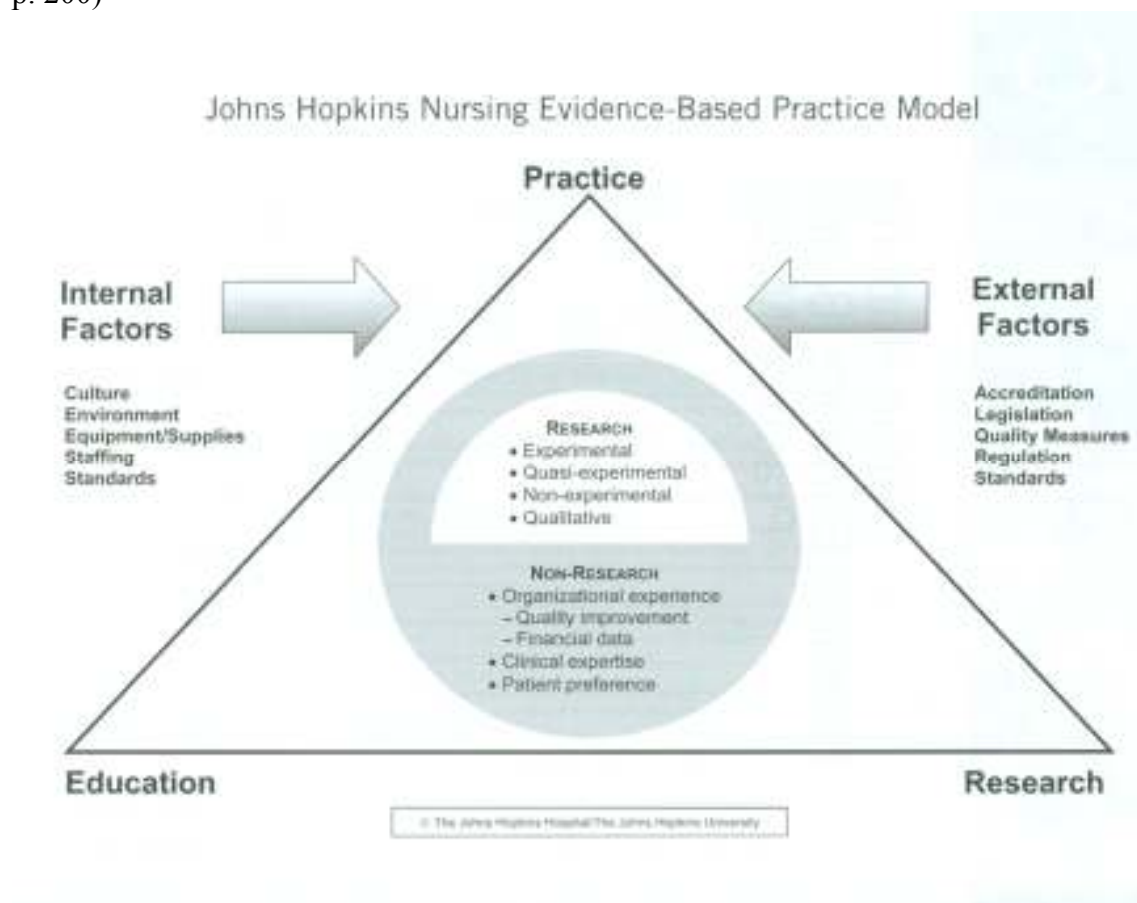 p. 200)
Johns Hopkins Nursing Evidence-Based Practice Model
Practice
Internal
Factors
Culture
Environment
Equipment/Supplies
Staffing
Standards
External
Factors
Accreditation
Legislation
Quality Measures
Regulation
Standards
RESEARCH
• Experimental
• Quasi-experimental
• Non-experimental
• Qualitative
NON-RESEARCH
• Organizational experience
– Quality improvement
– Financial data
• Clinical expertise
• Patient preference
Education
Research
© The Johns Hopkins Hospital/The Johns Hopkins University